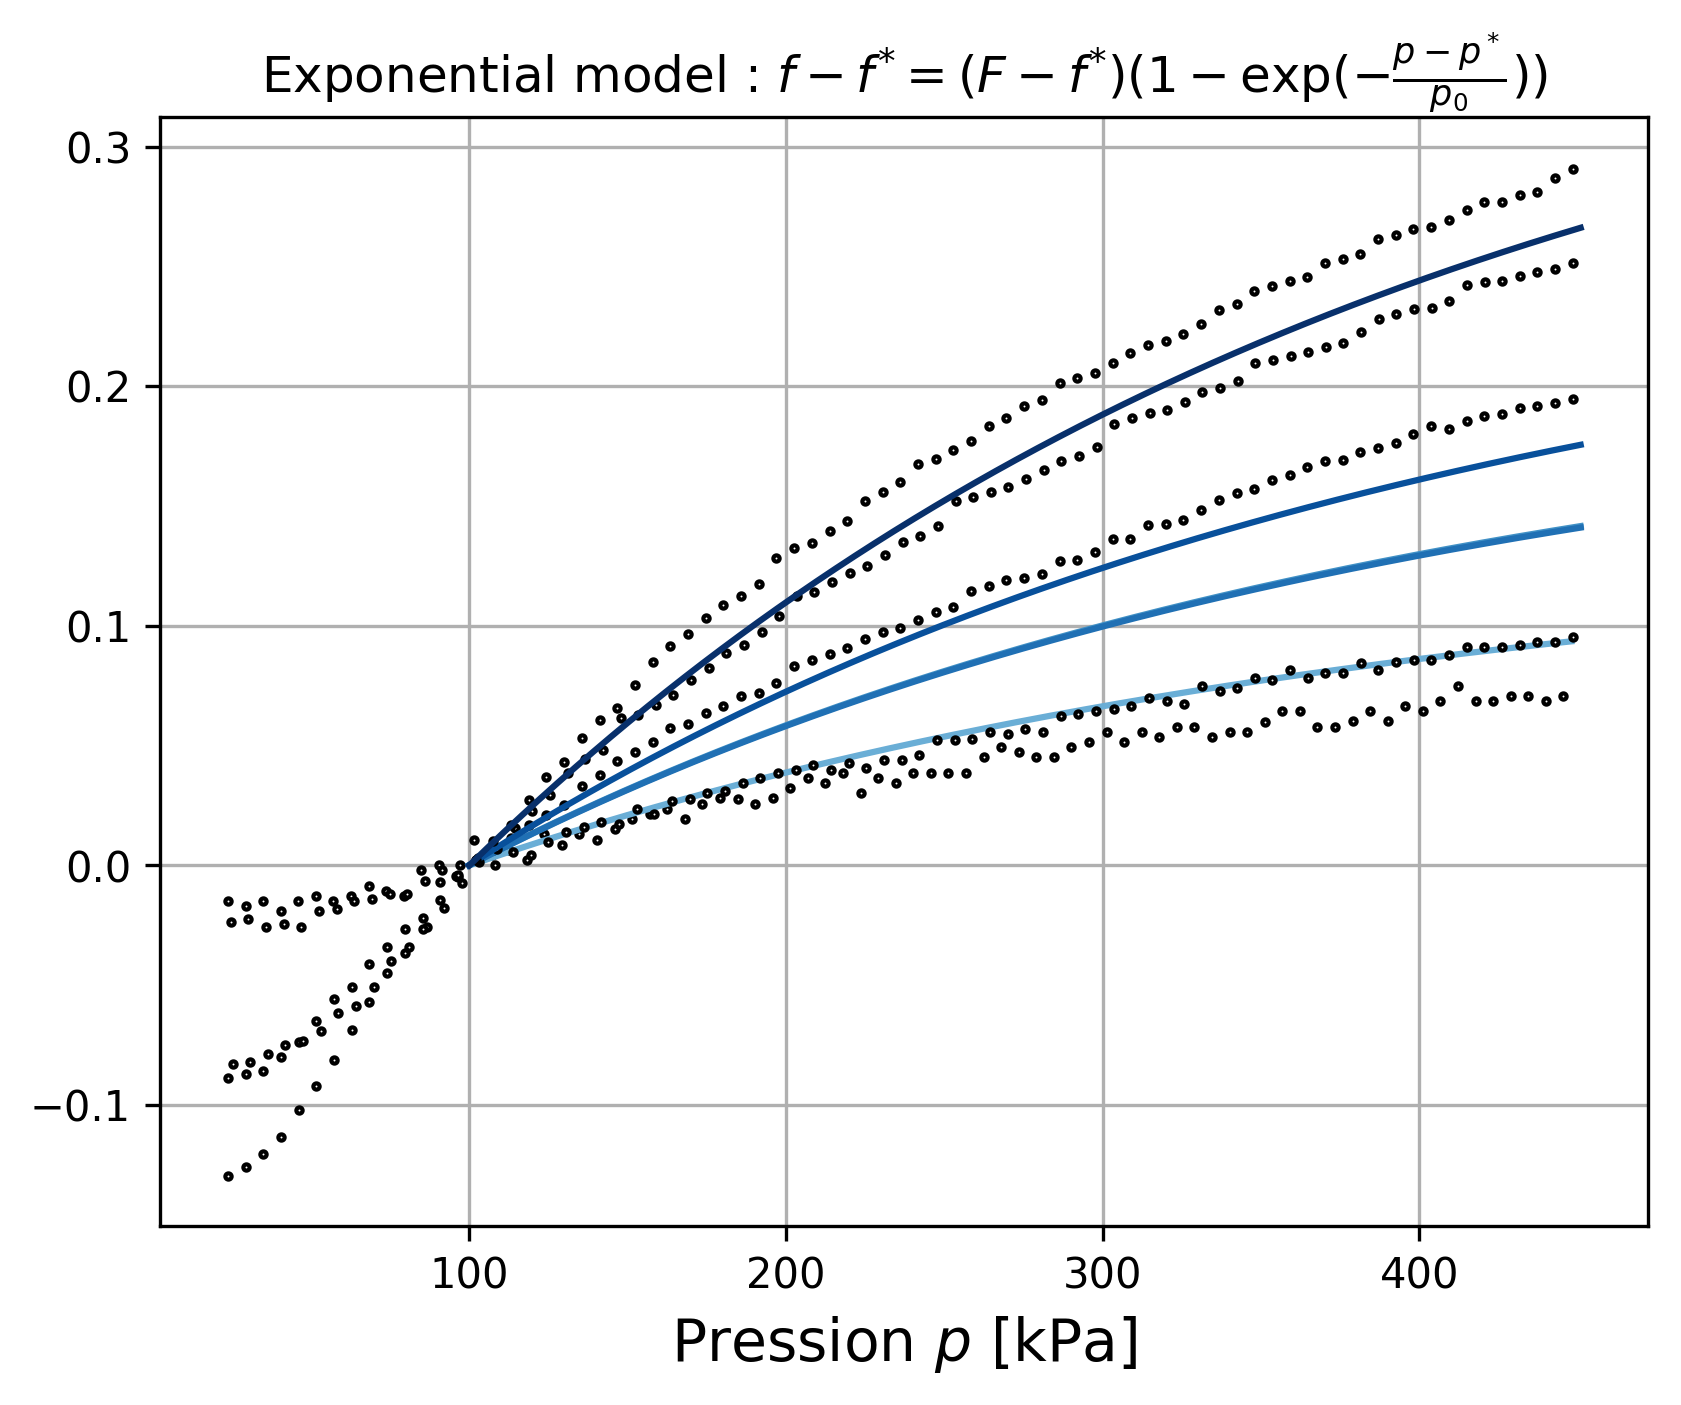 Exponential model : f − f* = (F − f*)(1 − exp(−\frac{p − p*}{p₀}))
0.3
0.2
0.1
0.0
−0.1
100 200 300 400
Pression p [kPa]